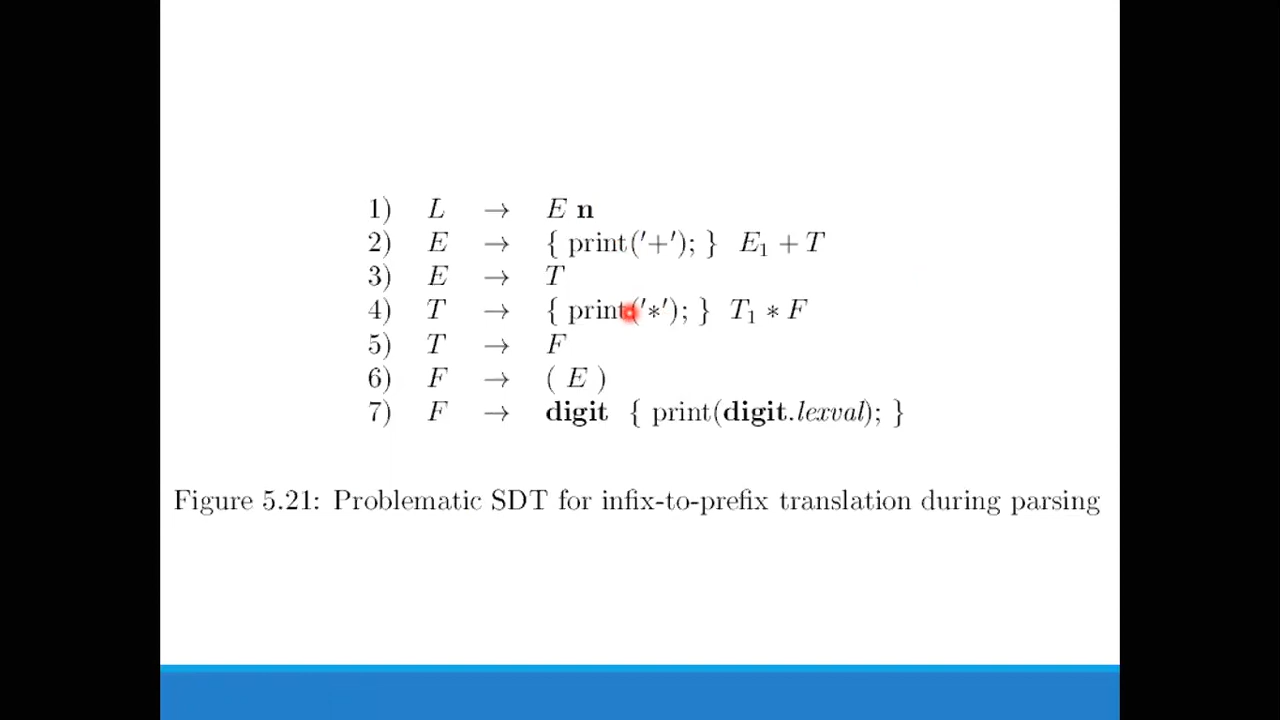 1) L → E n
2) E → { print('+'); } E₁ + T
3) E → T
4) T → { print('*'); } T₁ * F
5) T → F
6) F → ( E )
7) F → digit { print(digit.lexval); }
Figure 5.21: Problematic SDT for infix-to-prefix translation during parsing